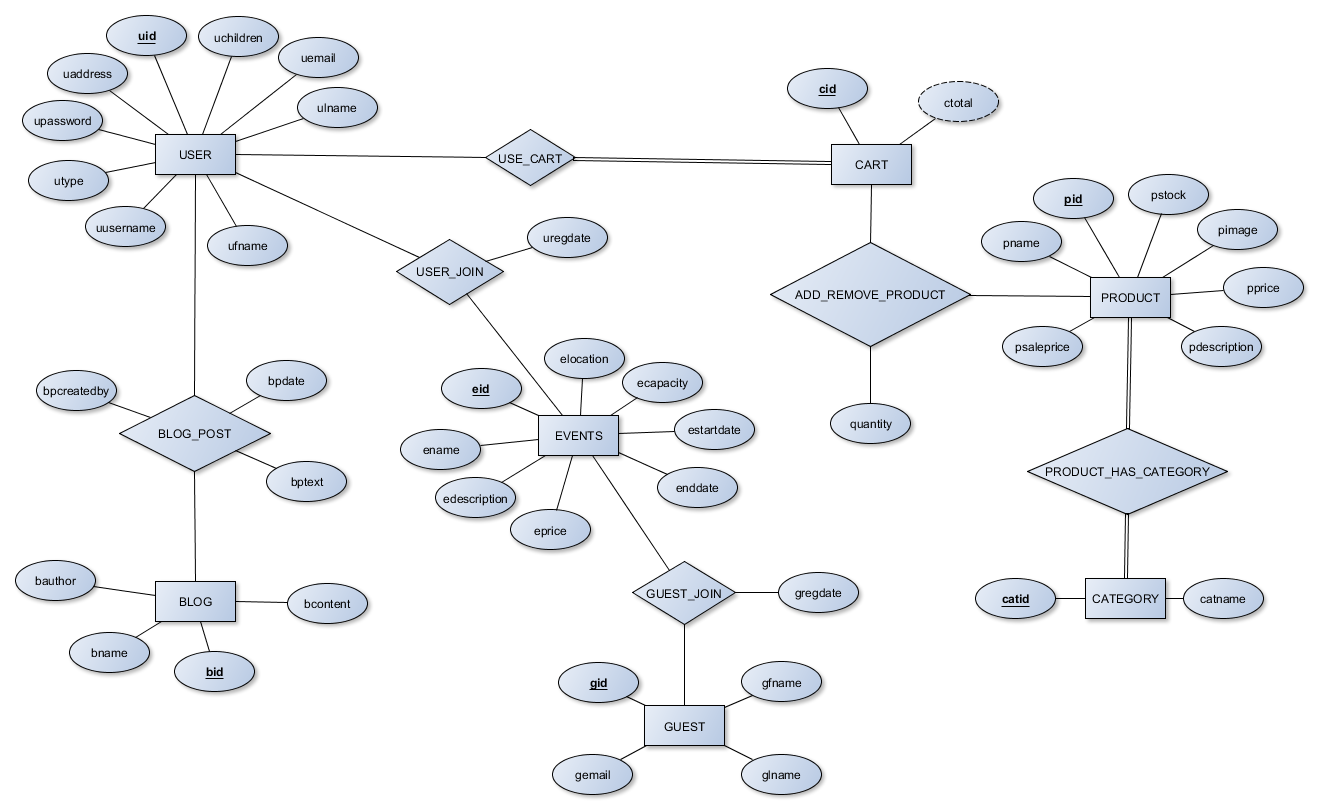 uid
uchildren
uemail
uaddress
ulname
upassword
USER
utype
uusername
ufname
USE_CART
cid
ctotal
CART
uregdate
USER_JOIN
pid
pstock
pname
pimage
ADD_REMOVE_PRODUCT
PRODUCT
pprice
psaleprice
pdescription
quantity
bpcreatedby
bpdate
BLOG_POST
bptext
elocation
eid
ecapacity
EVENTS
estartdate
ename
edescription
enddate
eprice
PRODUCT_HAS_CATEGORY
bauthor
BLOG
bcontent
bname
bid
GUEST_JOIN
gregdate
catid
CATEGORY
catname
gid
gfname
GUEST
gemail
glname